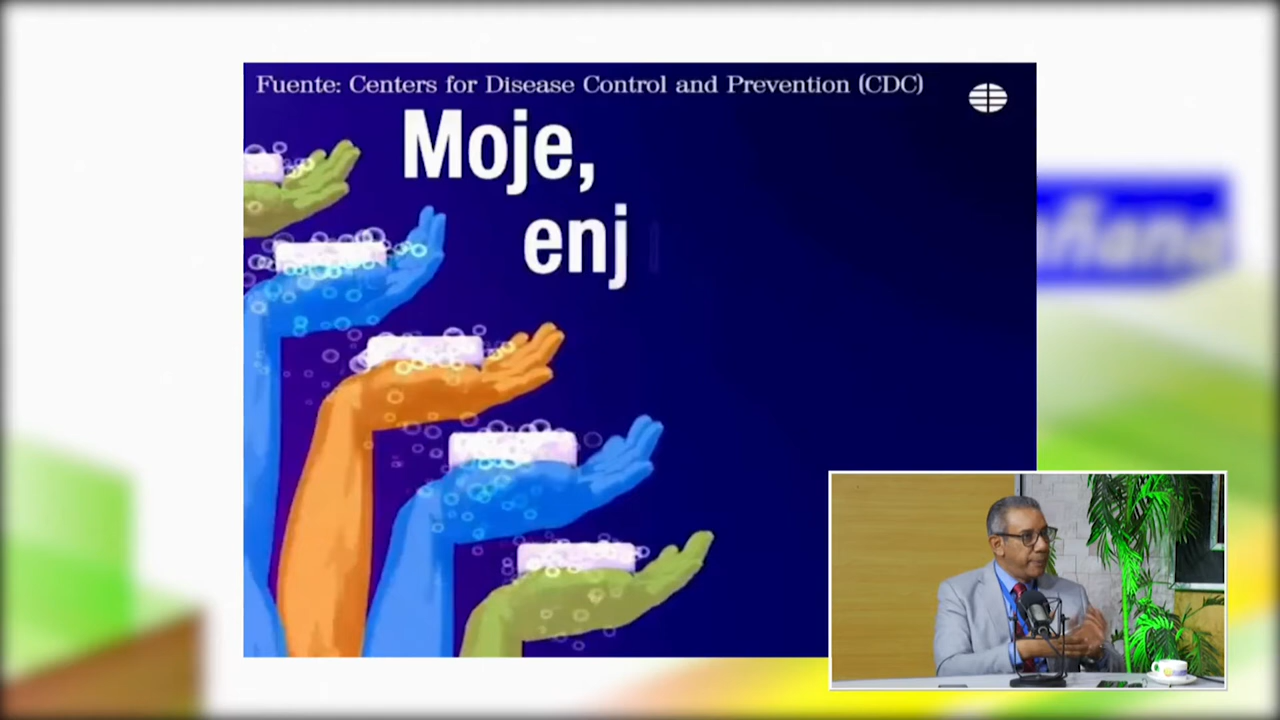 Fuente: Centers for Disease Control and Prevention (CDC)
Moje,
enj